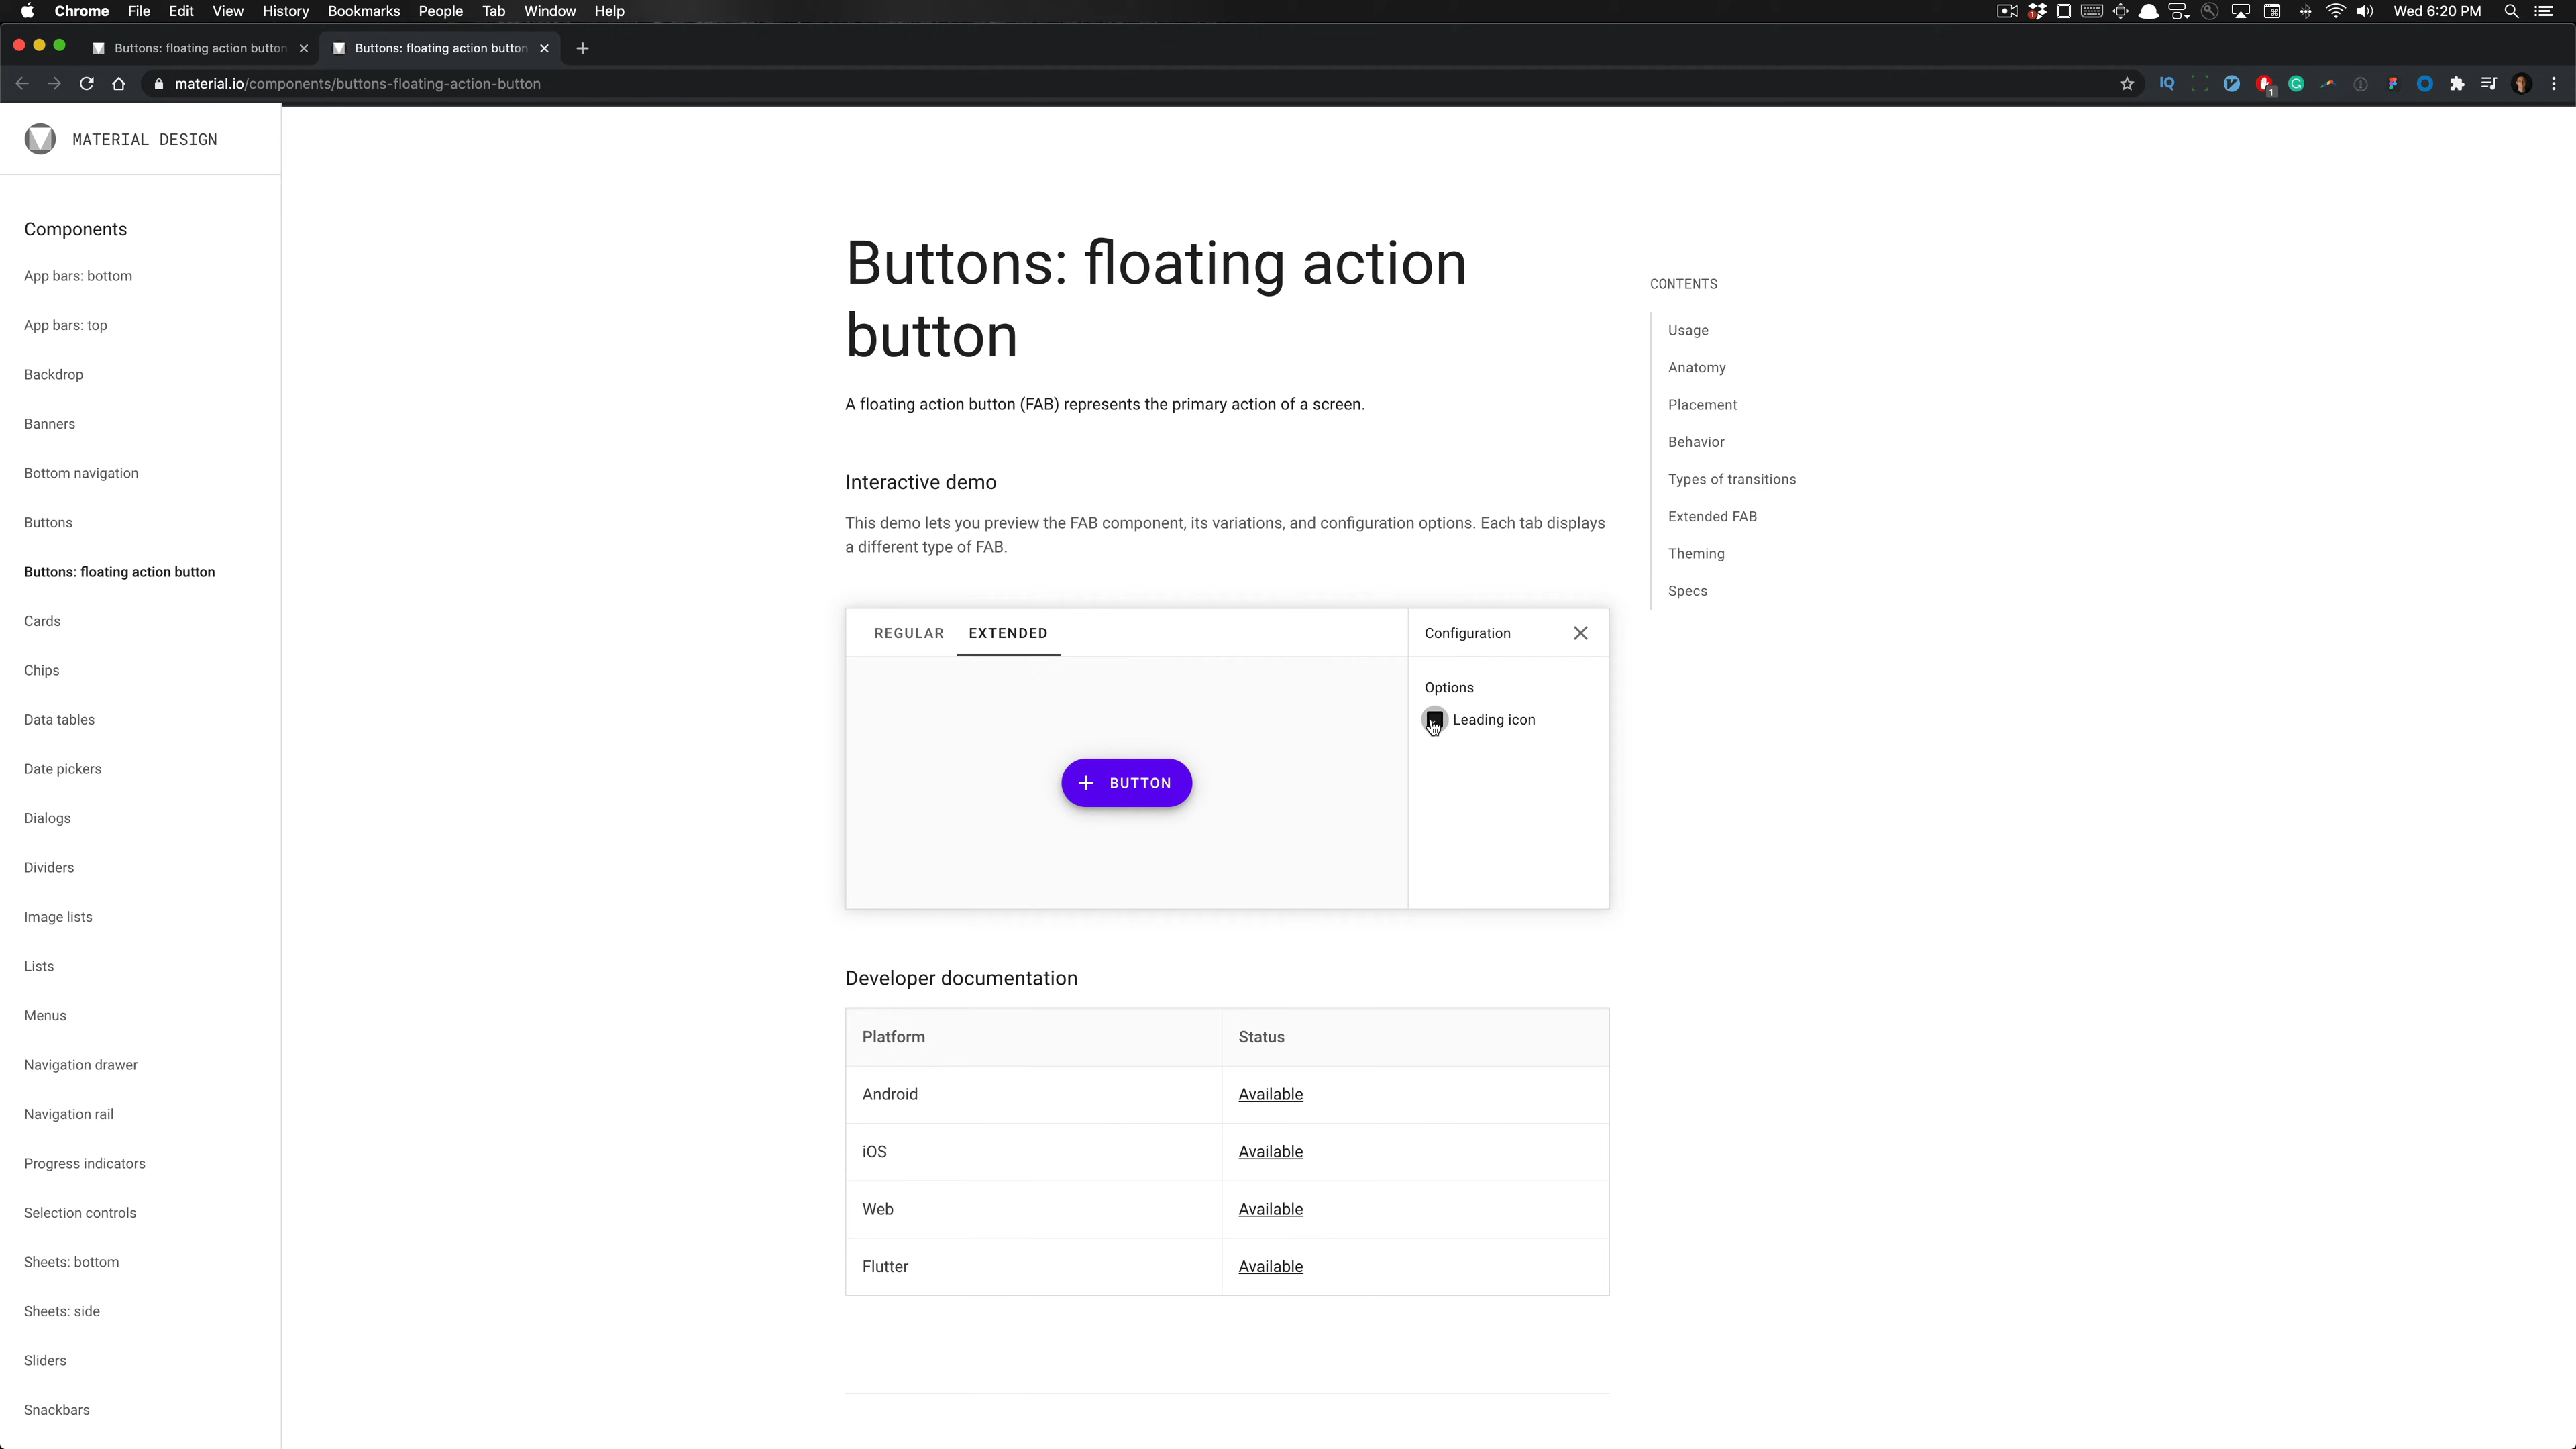 Chrome File Edit View History Bookmarks People Tab Window Help
1
Wed 6:20 PM
Buttons: floating action button
Buttons: floating action button
material.io/components/buttons-floating-action-button
IQ
1
MATERIAL DESIGN
Components
App bars: bottom
App bars: top
Backdrop
Banners
Bottom navigation
Buttons
Buttons: floating action button
Cards
Chips
Data tables
Date pickers
Dialogs
Dividers
Image lists
Lists
Menus
Navigation drawer
Navigation rail
Progress indicators
Selection controls
Sheets: bottom
Sheets: side
Sliders
Snackbars
Buttons: floating action
button
A floating action button (FAB) represents the primary action of a screen.
Interactive demo
This demo lets you preview the FAB component, its variations, and configuration options. Each tab displays
a different type of FAB.
REGULAR EXTENDED
Configuration
Options
Leading icon
BUTTON
Developer documentation
Platform Status
Android Available
iOS Available
Web Available
Flutter Available
CONTENTS
Usage
Anatomy
Placement
Behavior
Types of transitions
Extended FAB
Theming
Specs